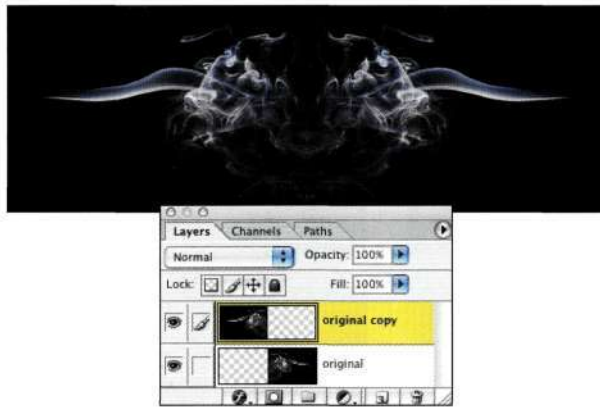 Layers Channels Paths
Normal Opacity: 100%
Lock: Fill: 100%
original copy
original